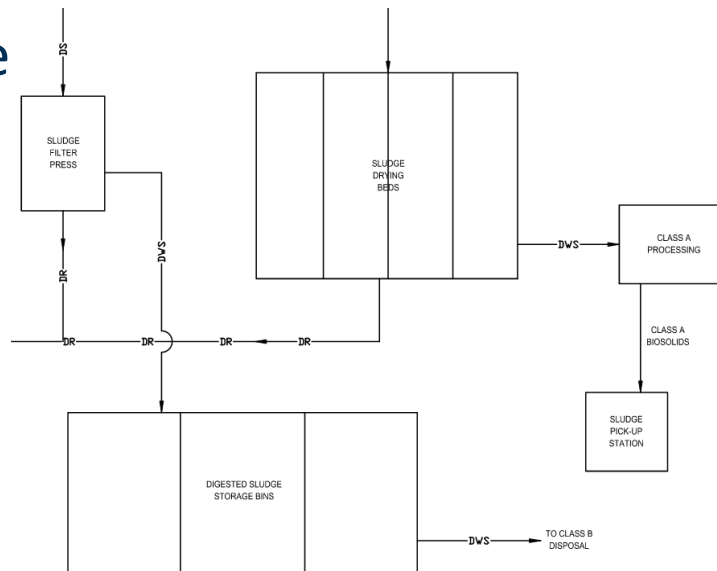 e
DS
SLUDGE
FILTER
PRESS
SLUDGE
DRYING
BEDS
DWS
DWS
CLASS A
PROCESSING
DR
DR
DR
DR
DR
CLASS A
BIOSOLIDS
SLUDGE
PICK-UP
STATION
DIGESTED SLUDGE
STORAGE BINS
DWS
TO CLASS B
DISPOSAL